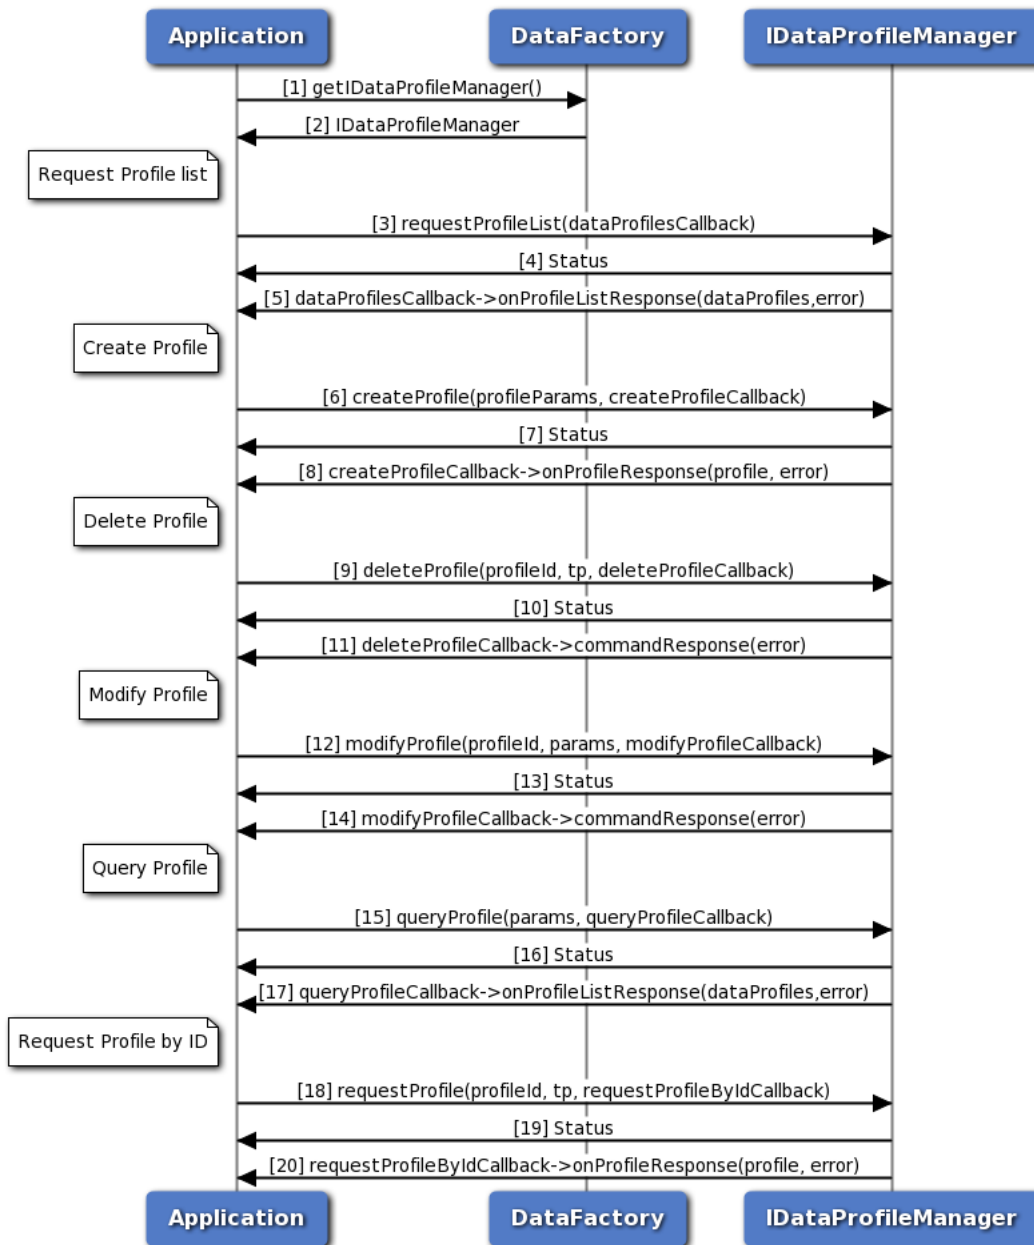 Application
DataFactory
IDataProfileManager
[1] getIDataProfileManager()
[2] IDataProfileManager
Request Profile list
[3] requestProfileList(dataProfilesCallback)
[4] Status
[5] dataProfilesCallback->onProfileListResponse(dataProfiles,error)
Create Profile
[6] createProfile(profileParams, createProfileCallback)
[7] Status
[8] createProfileCallback->onProfileResponse(profile, error)
Delete Profile
[9] deleteProfile(profileId, tp, deleteProfileCallback)
[10] Status
[11] deleteProfileCallback->commandResponse(error)
Modify Profile
[12] modifyProfile(profileId, params, modifyProfileCallback)
[13] Status
[14] modifyProfileCallback->commandResponse(error)
Query Profile
[15] queryProfile(params, queryProfileCallback)
[16] Status
[17] queryProfileCallback->onProfileListResponse(dataProfiles,error)
Request Profile by ID
[18] requestProfile(profileId, tp, requestProfileByIdCallback)
[19] Status
[20] requestProfileByIdCallback->onProfileResponse(profile, error)
Application
DataFactory
IDataProfileManager